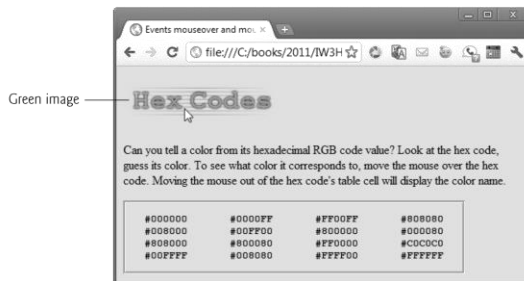 Events mouseover and mou
file:///C:/books/2011/IW3H
Green image
Hex Codes
Can you tell a color from its hexadecimal RGB code value? Look at the hex code,
guess its color. To see what color it corresponds to, move the mouse over the hex
code. Moving the mouse out of the hex code's table cell will display the color name.
#000000 #0000FF #FF00FF #808080
#008000 #00FF00 #800000 #000080
#808000 #800080 #FF0000 #C0C0C0
#00FFFF #008080 #FFFF00 #FFFFFF